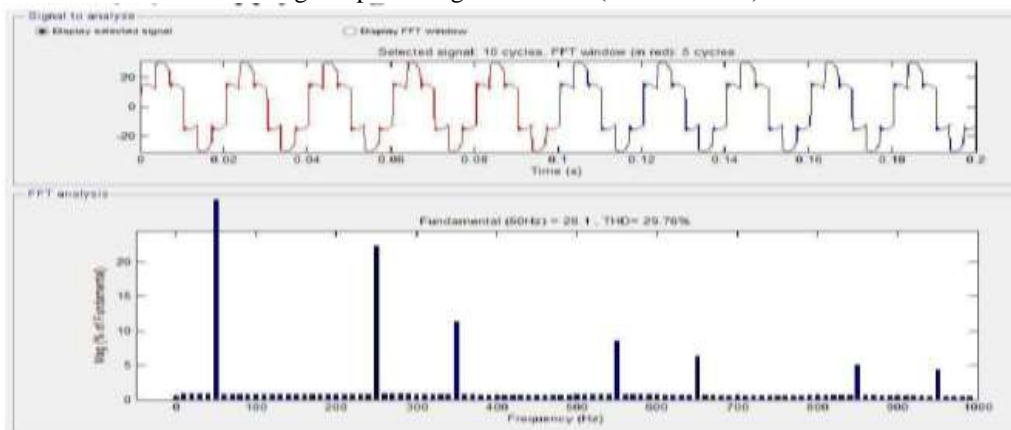 Signal to analyze
Display selected signal Display FFT window
Selected signal: 10 cycles. FFT window (in red): 5 cycles
20
0
-20
0 0.02 0.04 0.06 0.08 0.1 0.12 0.14 0.16 0.18 0.2
Time (s)
FFT analysis
Fundamental (50Hz) = 28.1 , THD= 29.76%
20
15
10
5
0
Mag (% of Fundamental)
0 100 200 300 400 500 600 700 800 900 1000
Frequency (Hz)